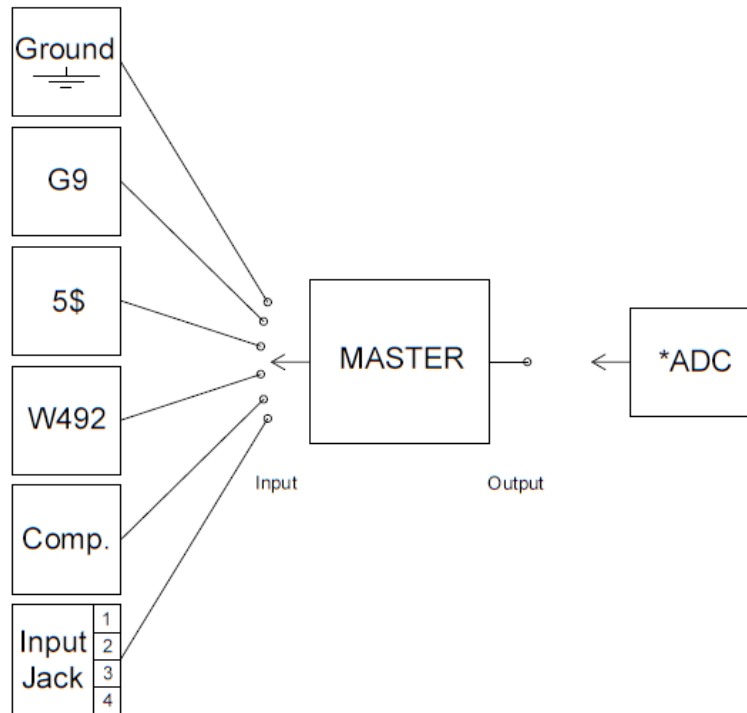 Ground
G9
5$
W492
Comp.
Input
Jack
1
2
3
4
MASTER
Input
Output
*ADC